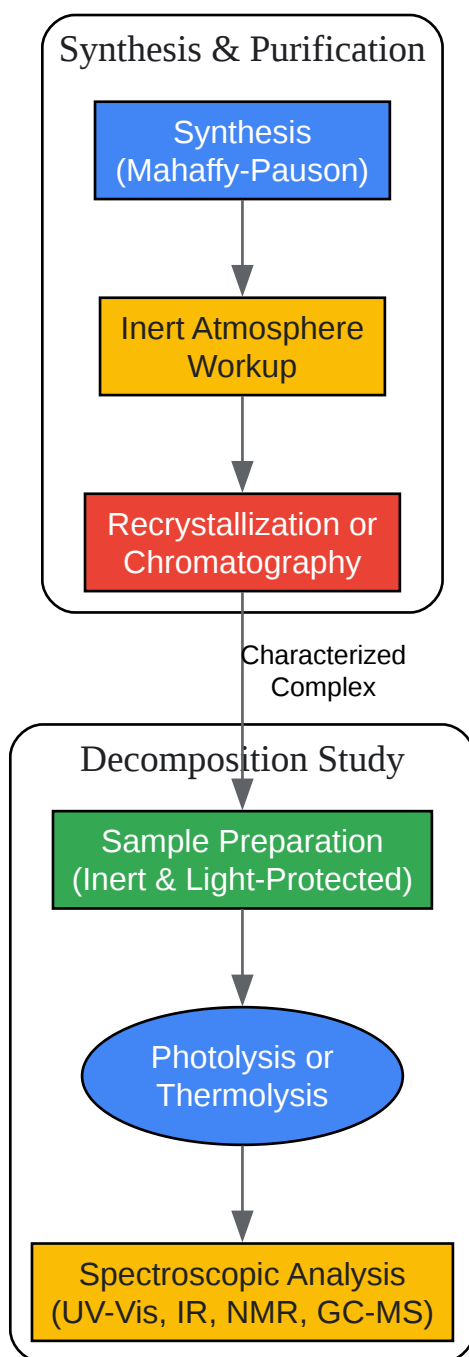 Synthesis & Purification
Synthesis
(Mahaffy-Pauson)
Inert Atmosphere
Workup
Recrystallization or
Chromatography
Characterized
Complex
Decomposition Study
Sample Preparation
(Inert & Light-Protected)
Photolysis or
Thermolysis
Spectroscopic Analysis
(UV-Vis, IR, NMR, GC-MS)